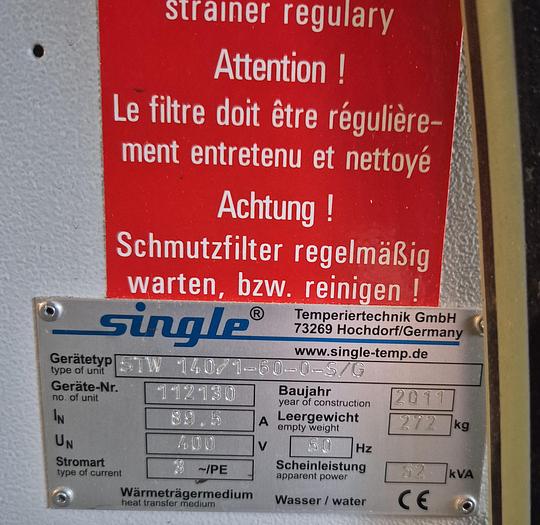 strainer regulary
Attention !
Le filtre doit être régulière-
ment entretenu et nettoyé
Achtung !
Schmutzfilter regelmäßig
warten, bzw. reinigen !
single® Temperiertechnik GmbH
73269 Hochdorf/Germany
www.single-temp.de
Gerätetyp STW 140/1-60-0-S/G
type of unit
Geräte-Nr. 112130 Baujahr 2011
no. of unit year of construction
IN 89.5 A Leergewicht 272 kg
empty weight
UN 400 V Hz
Stromart 3 ~/PE Scheinleistung 62 kVA
type of current apparent power
Wärmeträgermedium Wasser / water CE
heat transfer medium